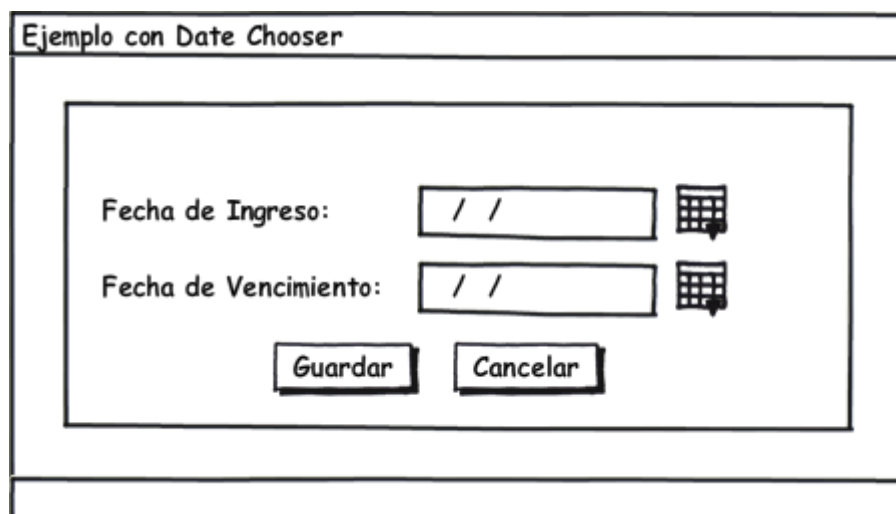 Ejemplo con Date Chooser
Fecha de Ingreso: / /
Fecha de Vencimiento: / /
Guardar Cancelar